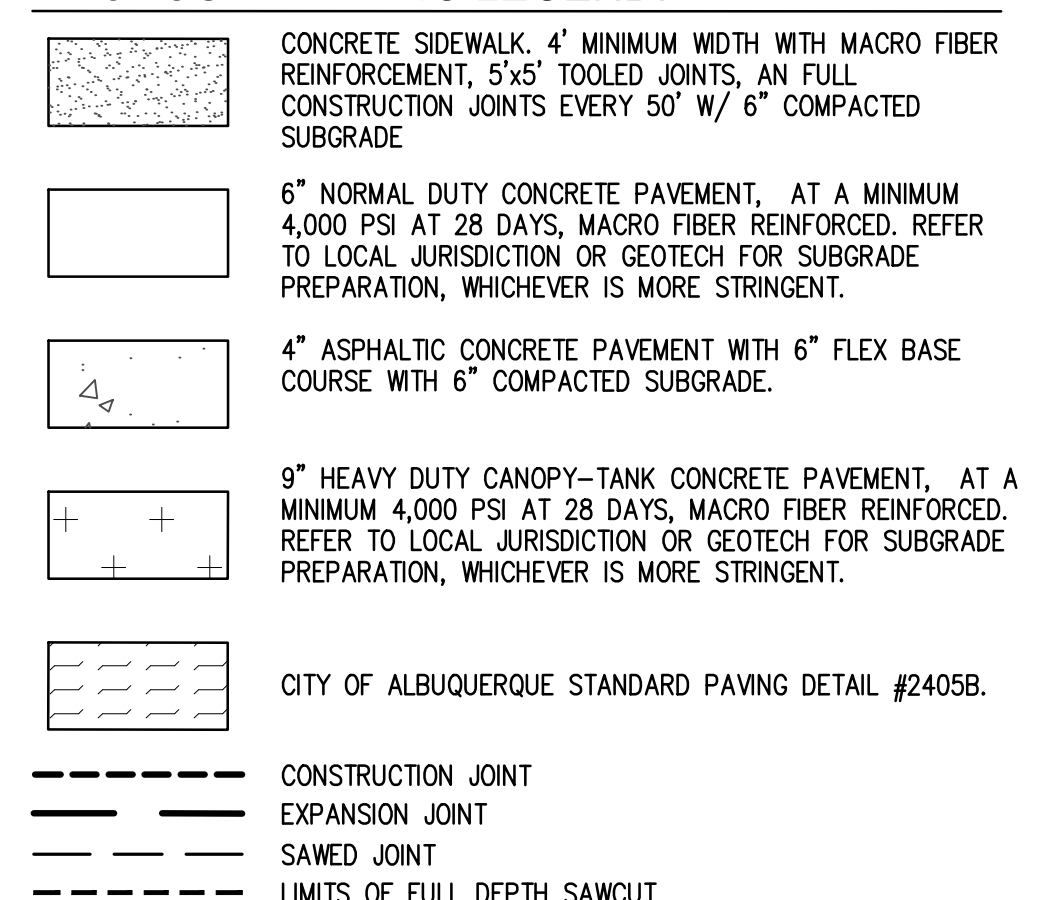 CONCRETE SIDEWALK. 4' MINIMUM WIDTH WITH MACRO FIBER
REINFORCEMENT, 5'x5' TOOLED JOINTS, AN FULL
CONSTRUCTION JOINTS EVERY 50' W/ 6" COMPACTED
SUBGRADE
6" NORMAL DUTY CONCRETE PAVEMENT, AT A MINIMUM
4,000 PSI AT 28 DAYS, MACRO FIBER REINFORCED. REFER
TO LOCAL JURISDICTION OR GEOTECH FOR SUBGRADE
PREPARATION, WHICHEVER IS MORE STRINGENT.
4" ASPHALTIC CONCRETE PAVEMENT WITH 6" FLEX BASE
COURSE WITH 6" COMPACTED SUBGRADE.
9" HEAVY DUTY CANOPY-TANK CONCRETE PAVEMENT, AT A
MINIMUM 4,000 PSI AT 28 DAYS, MACRO FIBER REINFORCED.
REFER TO LOCAL JURISDICTION OR GEOTECH FOR SUBGRADE
PREPARATION, WHICHEVER IS MORE STRINGENT.
CITY OF ALBUQUERQUE STANDARD PAVING DETAIL #2405B.
CONSTRUCTION JOINT
EXPANSION JOINT
SAWED JOINT
LIMITS OF FULL DEPTH SAWCUT